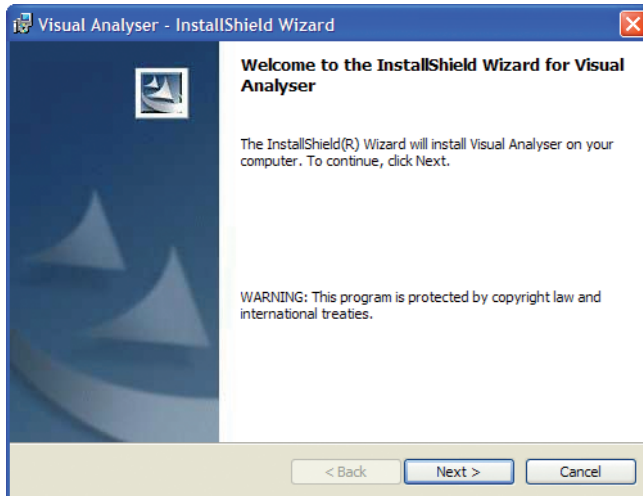 Visual Analyser - InstallShield Wizard
Welcome to the InstallShield Wizard for Visual
Analyser
The InstallShield(R) Wizard will install Visual Analyser on your
computer. To continue, click Next.
WARNING: This program is protected by copyright law and
international treaties.
< Back
Next >
Cancel